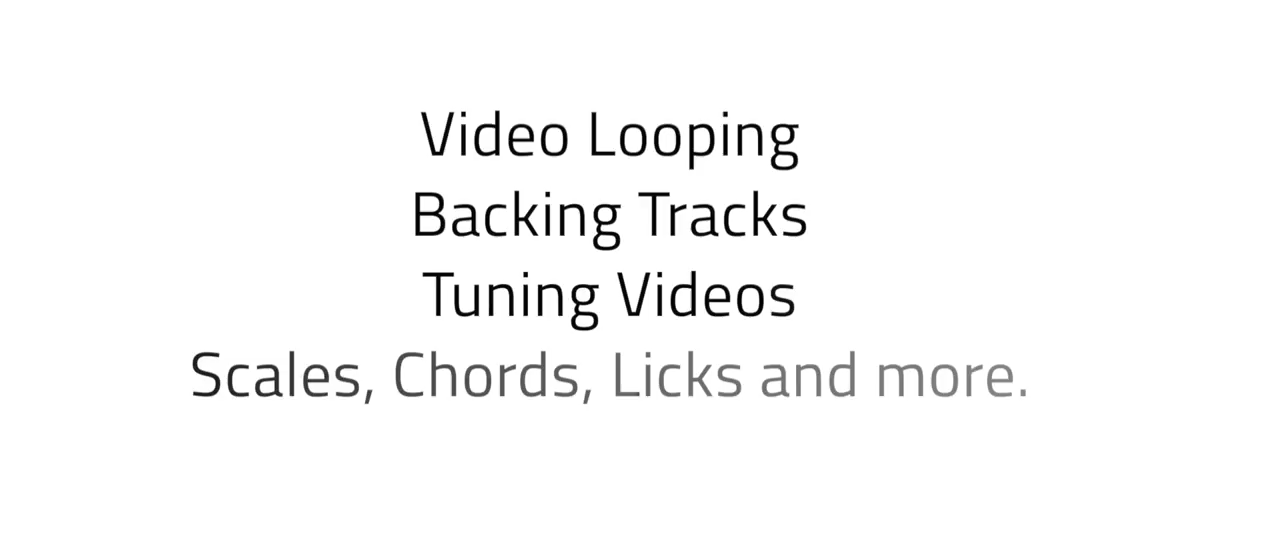 Video Looping
Backing Tracks
Tuning Videos
Scales, Chords, Licks and more.